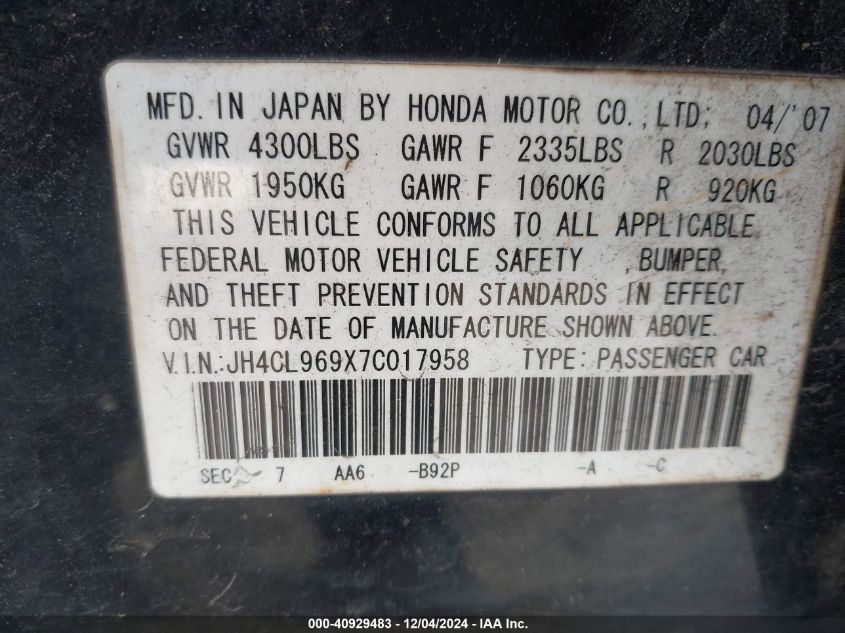 MFD. IN JAPAN BY HONDA MOTOR CO., LTD; 04/'07
GVWR 4300LBS GAWR F 2335LBS R 2030LBS
GVWR 1950KG GAWR F 1060KG R 920KG
THIS VEHICLE CONFORMS TO ALL APPLICABLE
FEDERAL MOTOR VEHICLE SAFETY , BUMPER,
AND THEFT PREVENTION STANDARDS IN EFFECT
ON THE DATE OF MANUFACTURE SHOWN ABOVE.
V.I.N.:JH4CL969X7C017958 TYPE: PASSENGER CAR
7 AA6 -B92P -A -C
000-40929483 - 12/04/2024 - IAAI Inc.